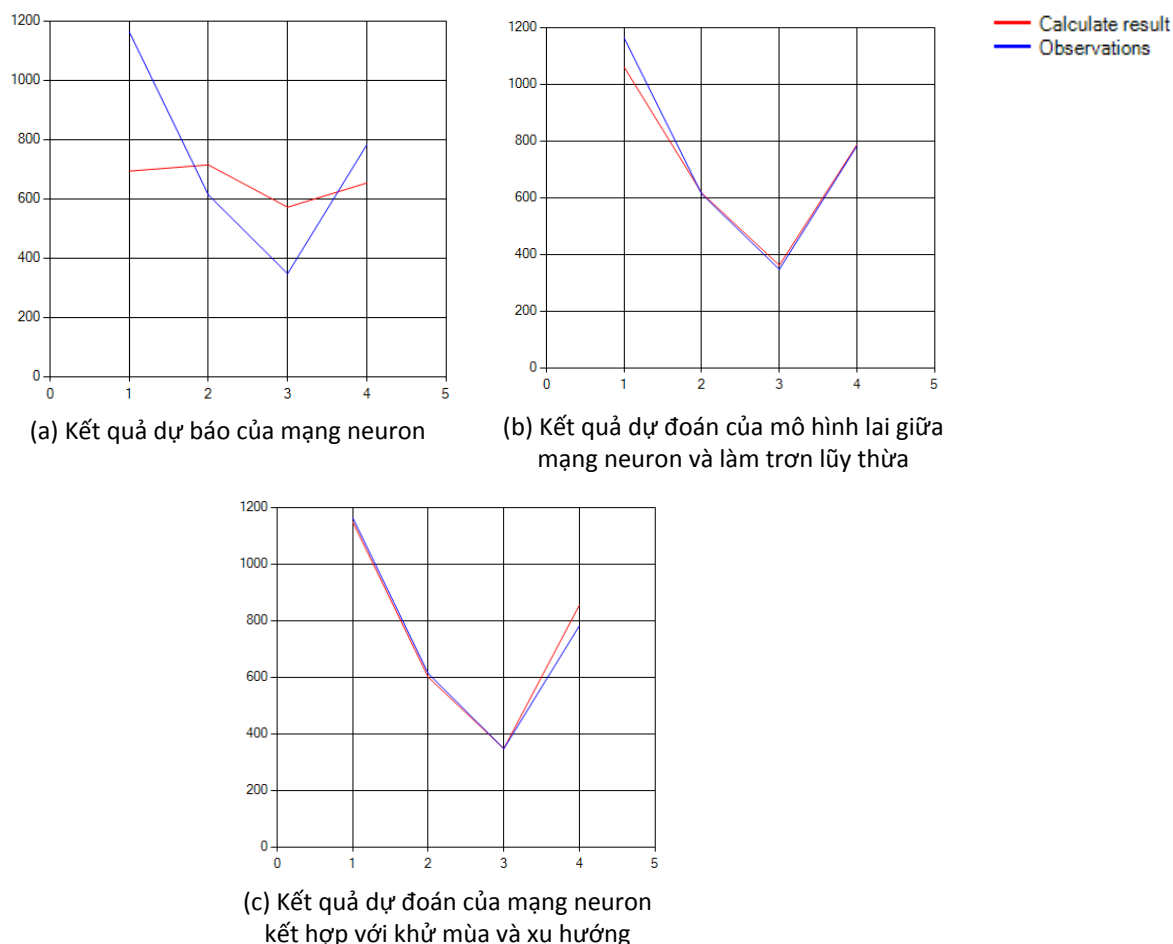 1200
1000
800
600
400
200
0
0 1 2 3 4 5
(a) Kết quả dự báo của mạng neuron
1200
1000
800
600
400
200
0
0 1 2 3 4 5
(b) Kết quả dự đoán của mô hình lai giữa
mạng neuron và làm trơn lũy thừa
Calculate result
Observations
1200
1000
800
600
400
200
0
0 1 2 3 4 5
(c) Kết quả dự đoán của mạng neuron
kết hợp với khử mùa và xu hướng